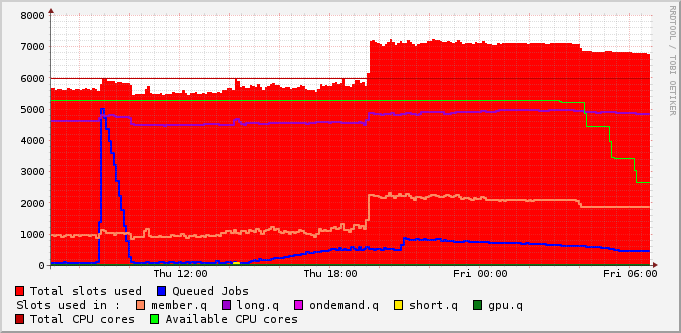 RRDTOOL / TOBI OETIKER
8000
7000
6000
5000
4000
3000
2000
1000
0
Thu 12:00 Thu 18:00 Fri 00:00 Fri 06:00
Total slots used Queued Jobs
Slots used in : member.q long.q ondemand.q short.q gpu.q
Total CPU cores Available CPU cores